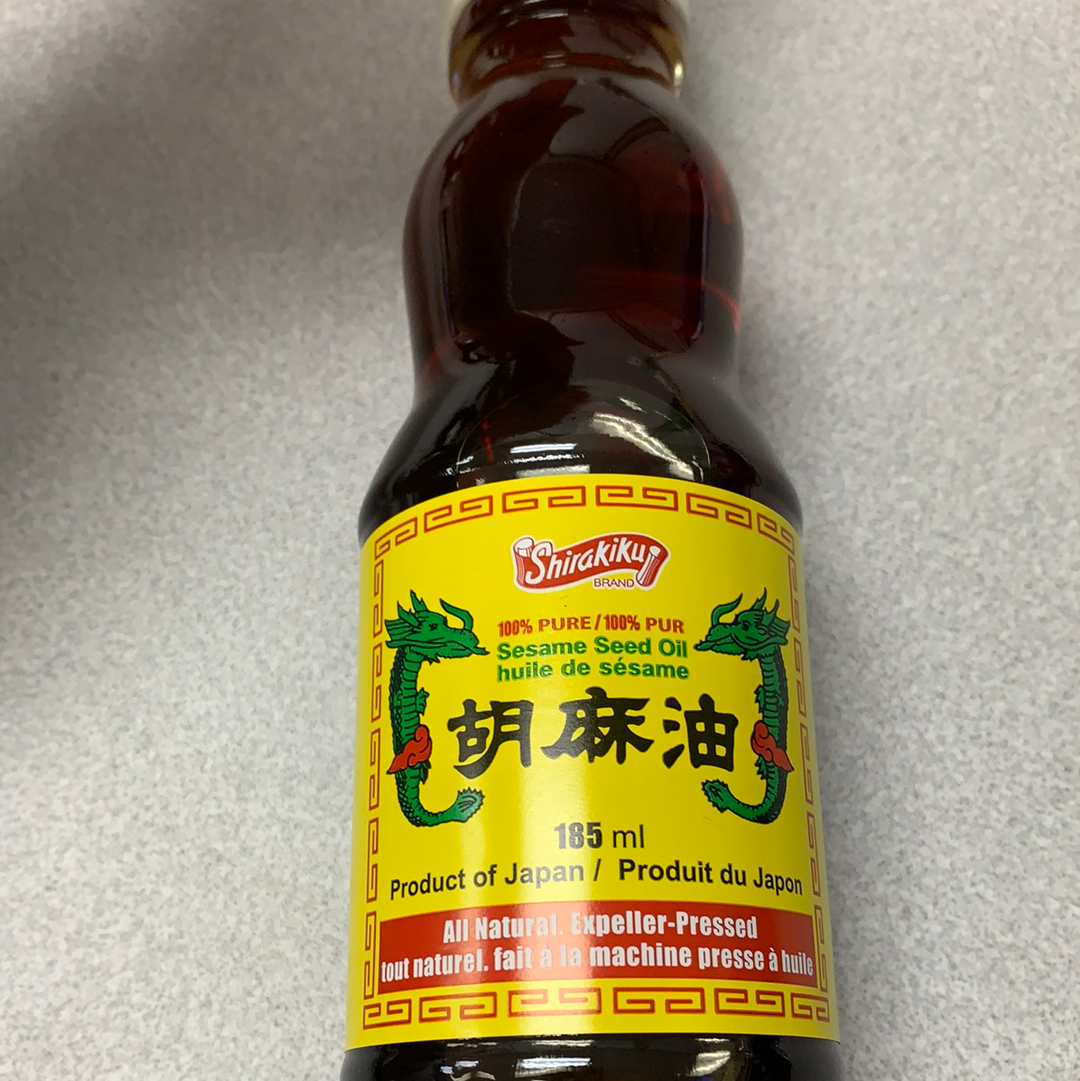 Shirakiku
BRAND
100% PURE / 100% PUR
Sesame Seed Oil
huile de sésame
胡麻油
185 ml
Product of Japan / Produit du Japon
All Natural. Expeller-Pressed
tout naturel. fait à la machine presse à huile